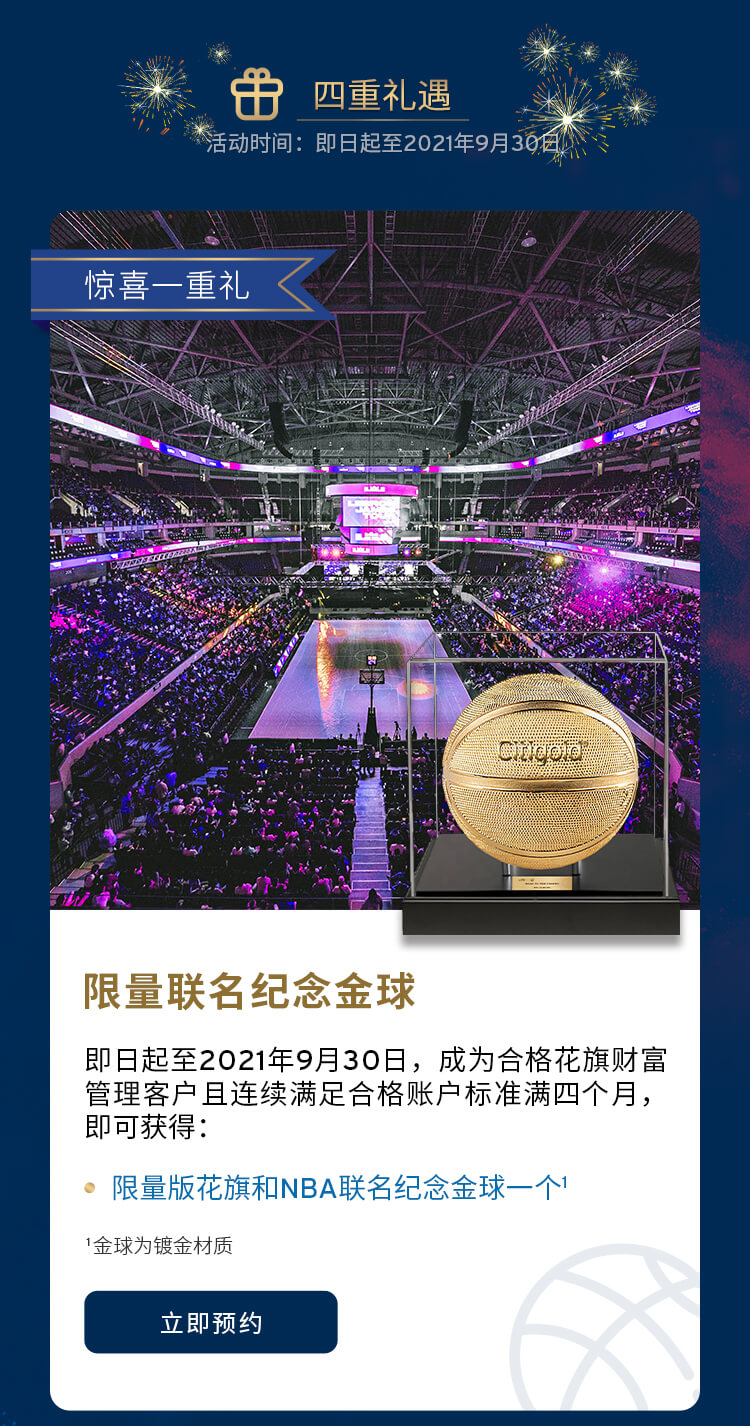 四重礼遇
活动时间：即日起至2021年9月30日
惊喜一重礼
Citigold
限量联名纪念金球
即日起至2021年9月30日，成为合格花旗财富
管理客户且连续满足合格账户标准满四个月，
即可获得：
限量版花旗和NBA联名纪念金球一个¹
¹金球为镀金材质
立即预约